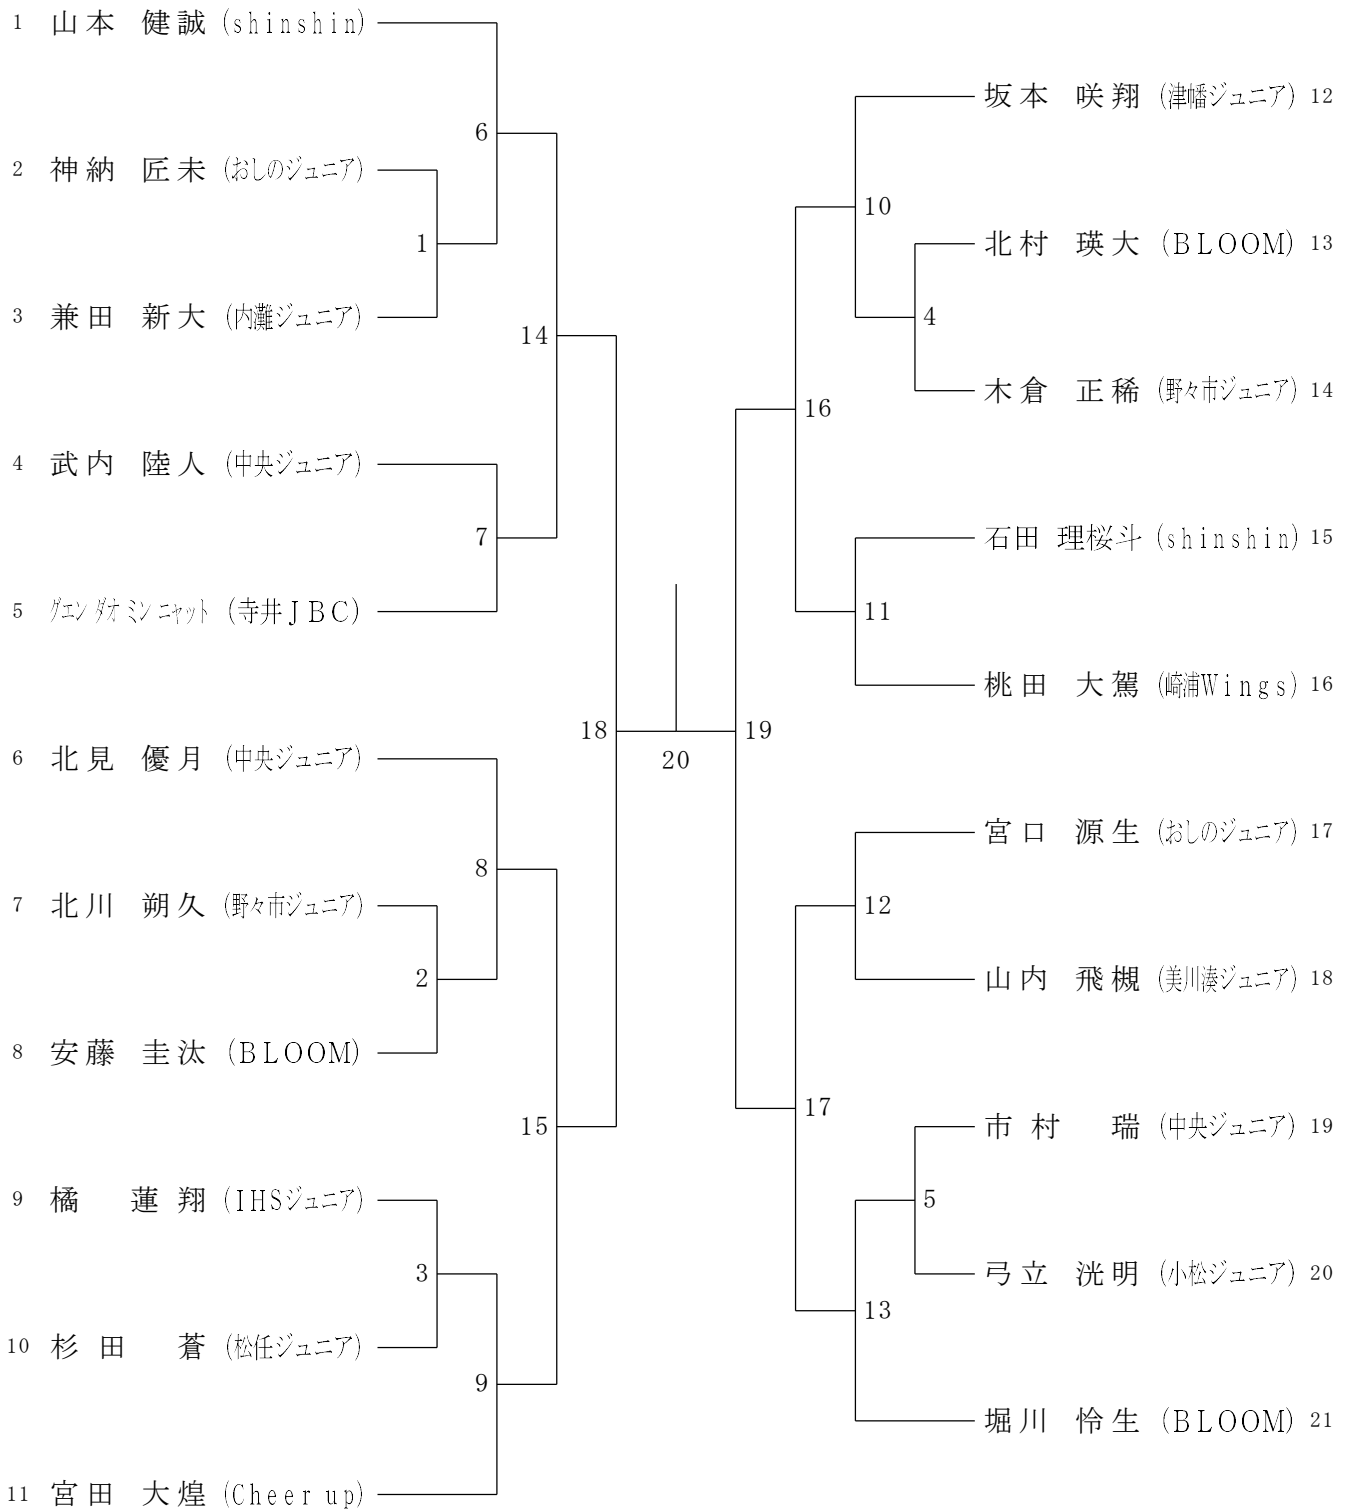 1 山本 健誠 (shinshin)
6
2 神納 匠未 (おしのジュニア)
1
3 兼田 新大 (内灘ジュニア)
14
4 武内 陸人 (中央ジュニア)
7
5 グエン ダオ ミン ニャット (寺井JBC)
18
6 北見 優月 (中央ジュニア)
8
7 北川 朔久 (野々市ジュニア)
2
8 安藤 圭汰 (BLOOM)
15
9 橘 蓮翔 (IHSジュニア)
3
10 杉田 蒼 (松任ジュニア)
9
11 宮田 大煌 (Cheer up)
20
坂本 咲翔 (津幡ジュニア) 12
10
北村 瑛大 (BLOOM) 13
4
木倉 正稀 (野々市ジュニア) 14
16
石田 理桜斗 (shinshin) 15
11
桃田 大駕 (崎浦Wings) 16
19
宮口 源生 (おしのジュニア) 17
12
山内 飛槻 (美川湊ジュニア) 18
17
市村 瑞 (中央ジュニア) 19
5
弓立 洸明 (小松ジュニア) 20
13
堀川 怜生 (BLOOM) 21